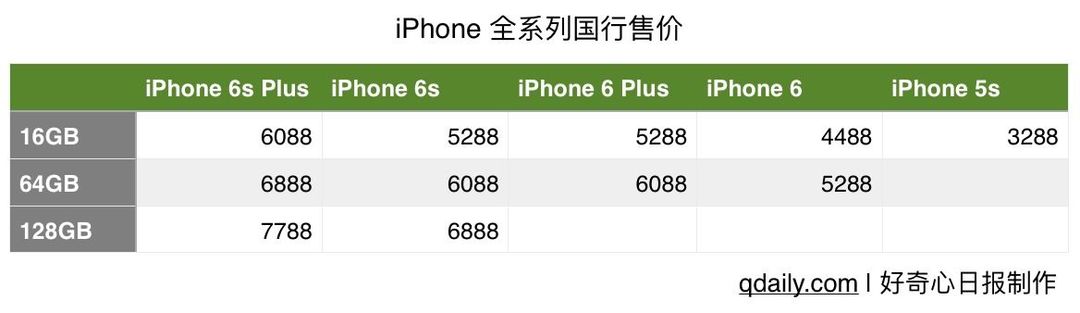 iPhone 全系列国行售价
iPhone 6s Plus iPhone 6s iPhone 6 Plus iPhone 6 iPhone 5s
16GB 6088 5288 5288 4488 3288
64GB 6888 6088 6088 5288
128GB 7788 6888
qdaily.com | 好奇心日报制作